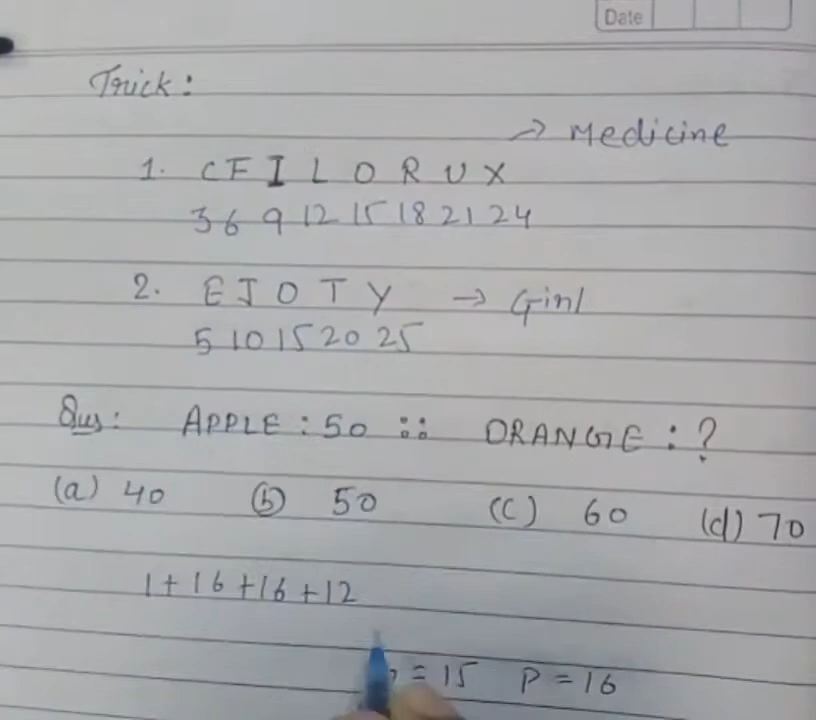 Date
Trick:
→ Medicine
1. C F I L O R U X
3 6 9 12 15 18 21 24
2. E J O T Y → Girl
5 10 15 20 25
Ques: APPLE : 50 :: ORANGE : ?
(a) 40 (b) 50 (c) 60 (d) 70
1 + 16 + 16 + 12
= 15 P = 16